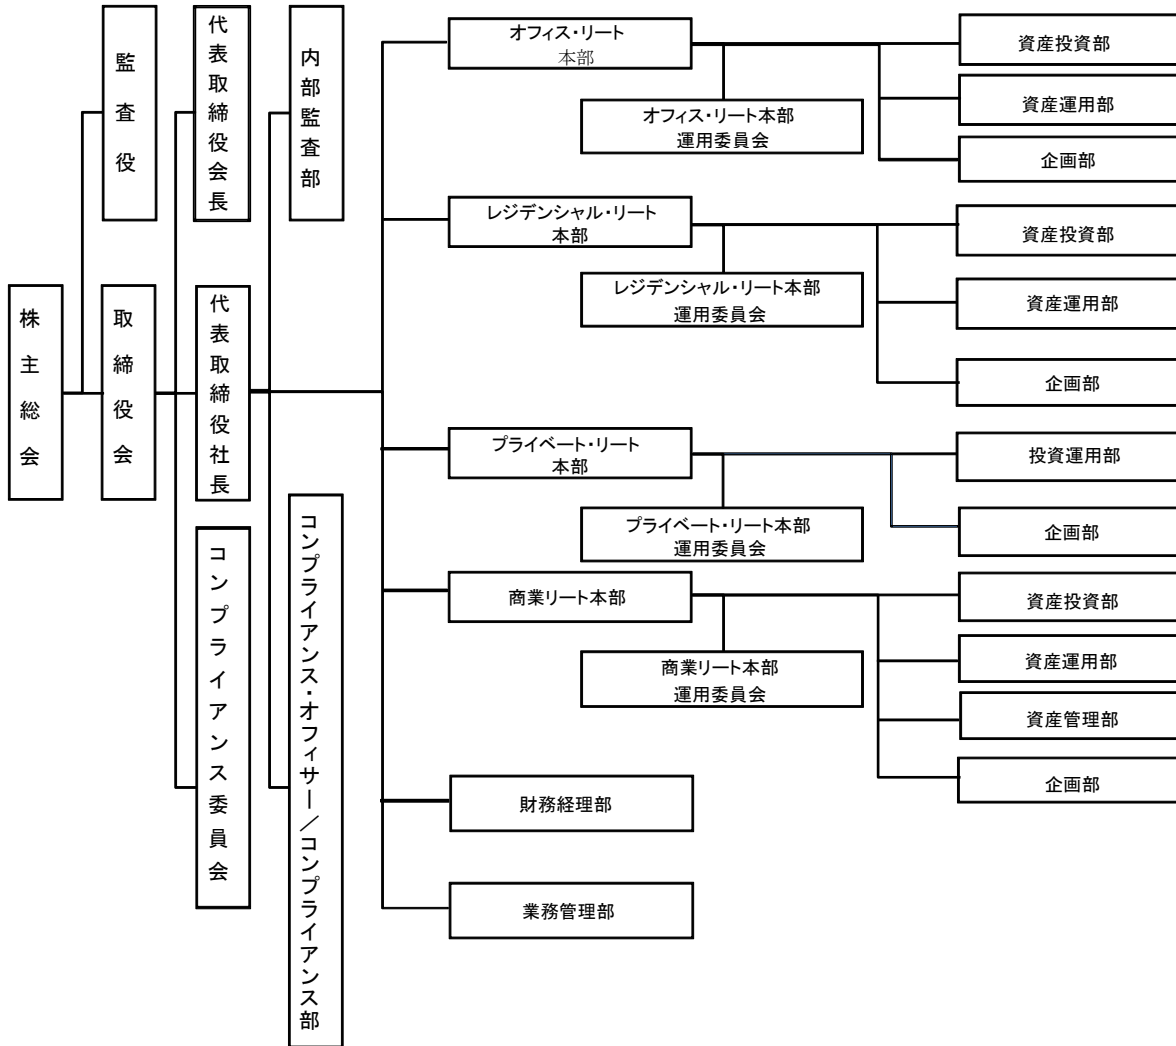 株主総会
監査役
取締役会
代表取締役会長
代表取締役社長
コンプライアンス委員会
内部監査部
コンプライアンス・オフィサー／コンプライアンス部
オフィス・リート
本部
オフィス・リート本部
運用委員会
資産投資部
資産運用部
企画部
レジデンシャル・リート
本部
レジデンシャル・リート本部
運用委員会
資産投資部
資産運用部
企画部
プライベート・リート
本部
プライベート・リート本部
運用委員会
投資運用部
企画部
商業リート本部
商業リート本部
運用委員会
資産投資部
資産運用部
資産管理部
企画部
財務経理部
業務管理部